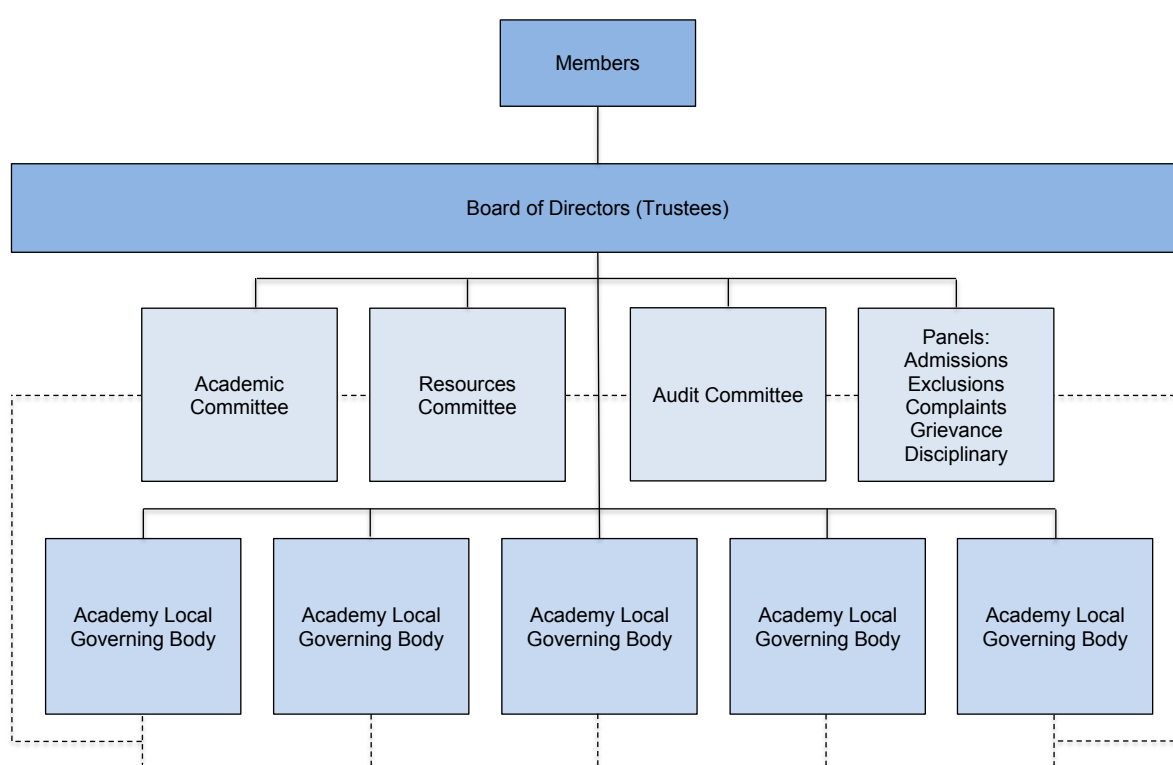 Members
Board of Directors (Trustees)
Academic
Committee
Resources
Committee
Audit Committee
Panels:
Admissions
Exclusions
Complaints
Grievance
Disciplinary
Academy Local
Governing Body
Academy Local
Governing Body
Academy Local
Governing Body
Academy Local
Governing Body
Academy Local
Governing Body